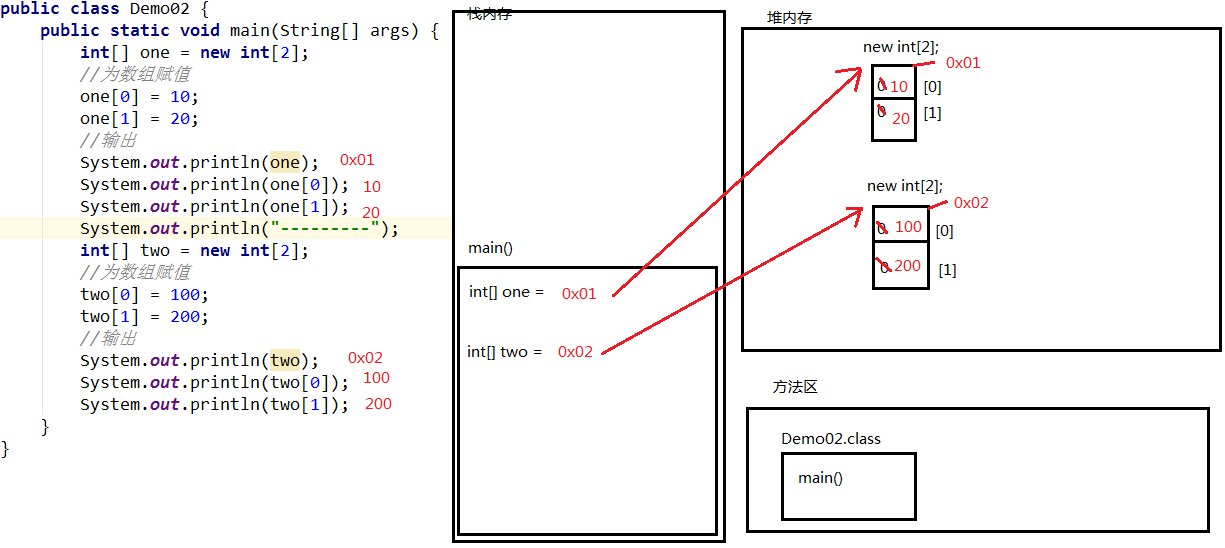 public class Demo02 {
public static void main(String[] args) {
int[] one = new int[2];
//为数组赋值
one[0] = 10;
one[1] = 20;
//输出
System.out.println(one); 0x01
System.out.println(one[0]); 10
System.out.println(one[1]); 20
System.out.println("----------");
int[] two = new int[2];
//为数组赋值
two[0] = 100;
two[1] = 200;
//输出
System.out.println(two); 0x02
System.out.println(two[0]); 100
System.out.println(two[1]); 200
}
}
栈内存
main()
int[] one = 0x01
int[] two = 0x02
堆内存
new int[2];
0x01
0 10 [0]
0 20 [1]
new int[2];
0x02
0 100 [0]
0 200 [1]
方法区
Demo02.class
main()